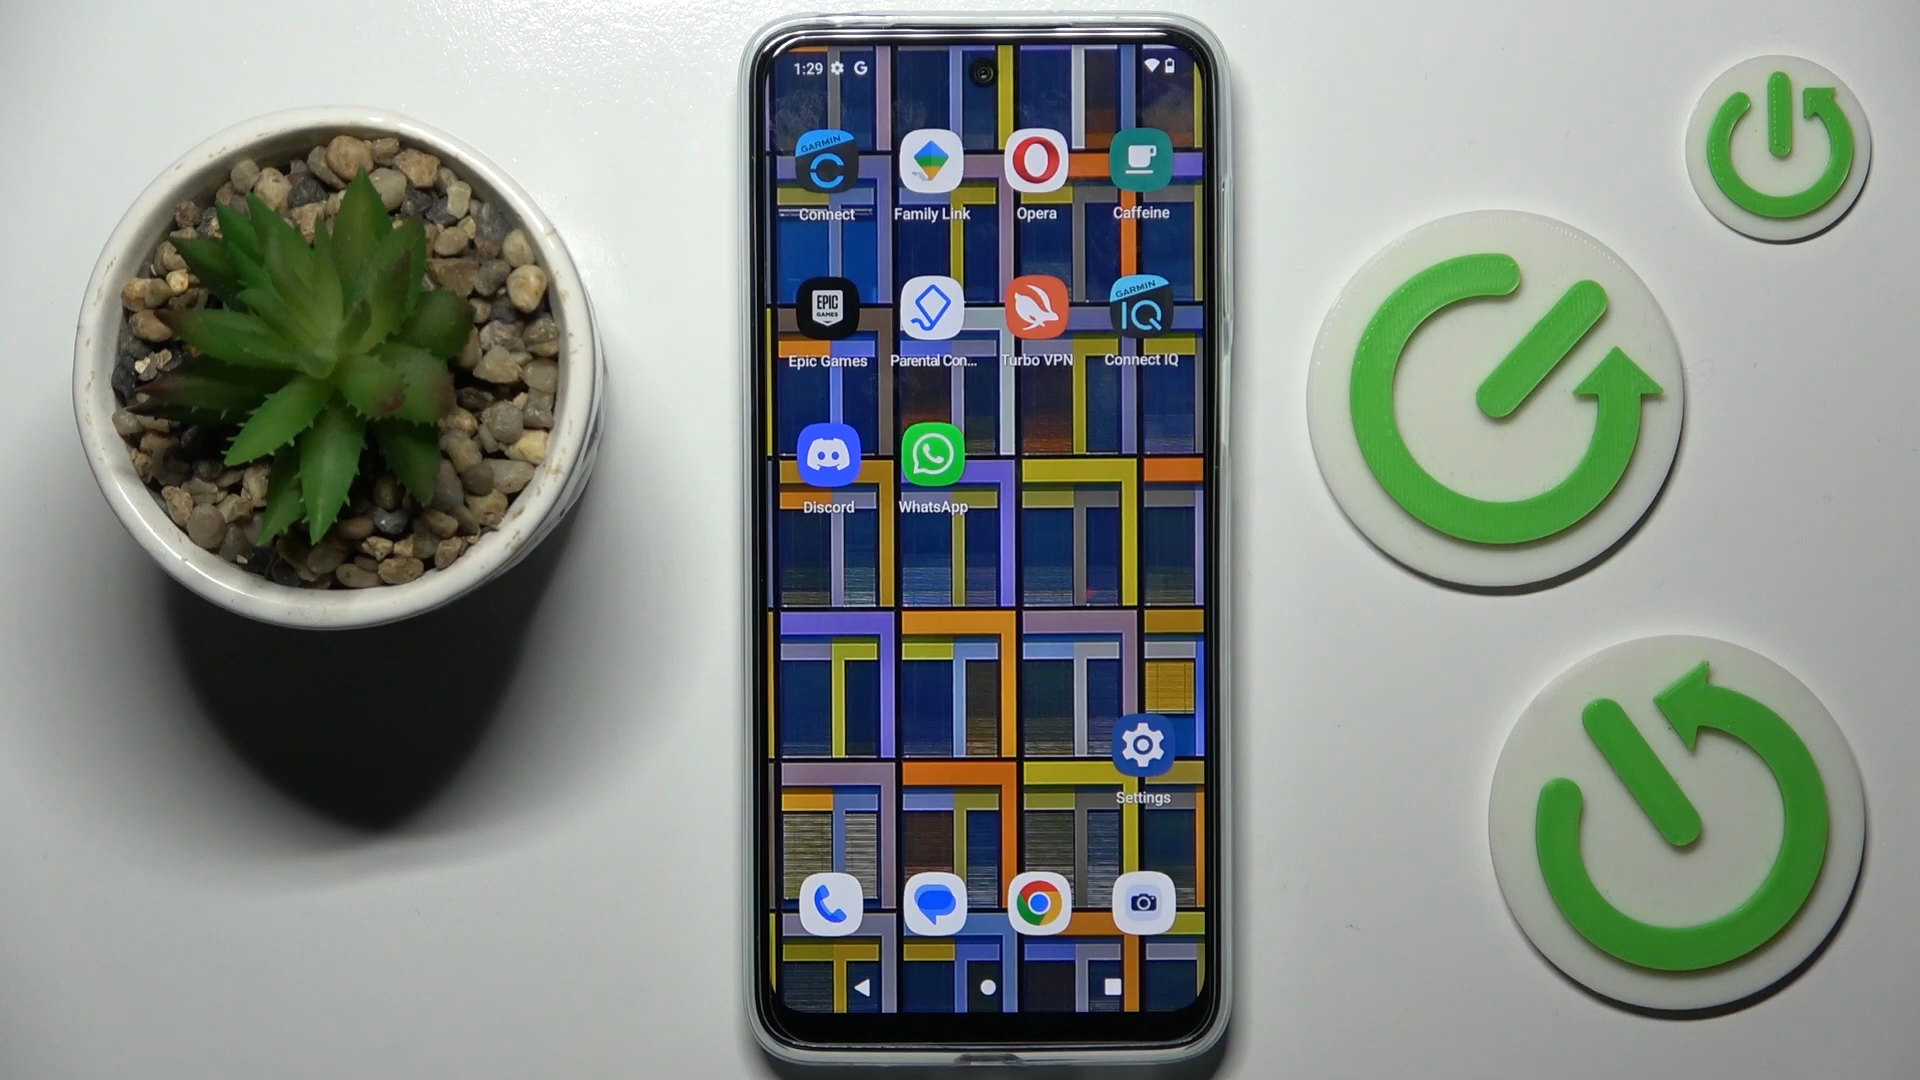 1:29
GARMIN
Connect Family Link Opera Caffeine
EPIC
GAMES
GARMIN
IQ
Epic Games Parental Con... Turbo VPN Connect IQ
Discord WhatsApp
Settings